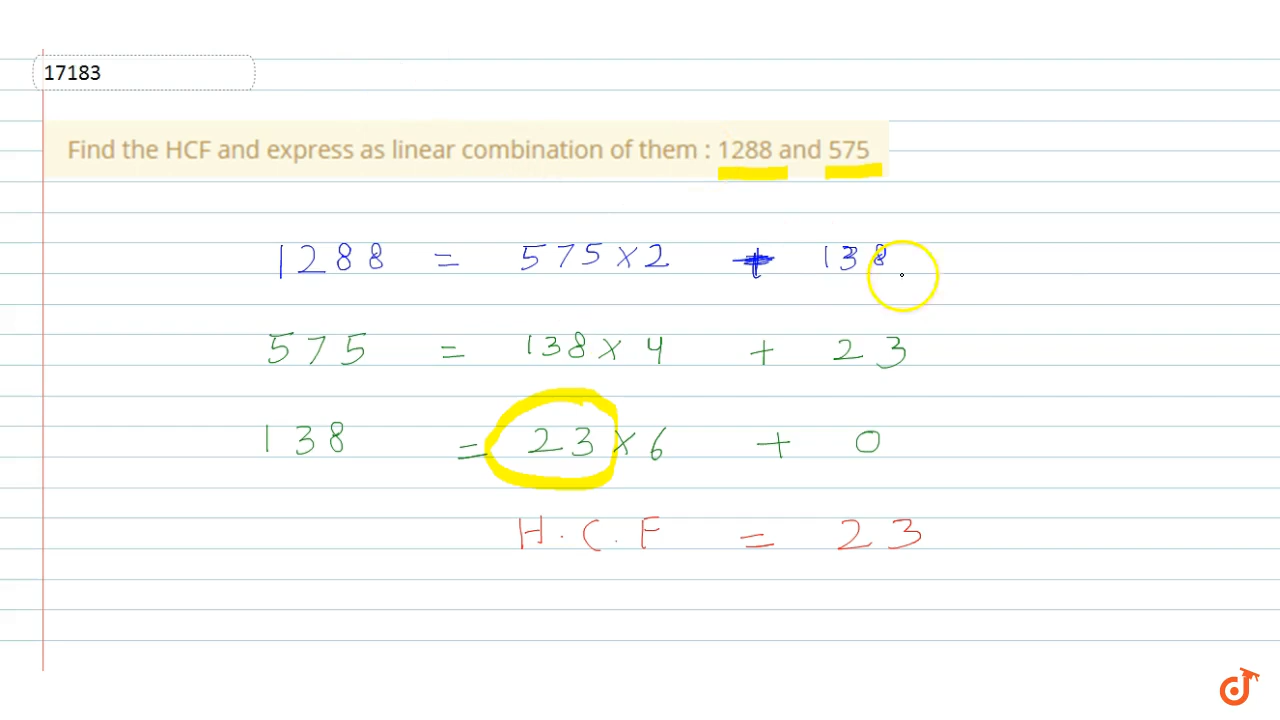 17183
Find the HCF and express as linear combination of them : 1288 and 575
1288 = 575 × 2 + 138
575 = 138 × 4 + 23
138 = 23 × 6 + 0
H.C.F = 23